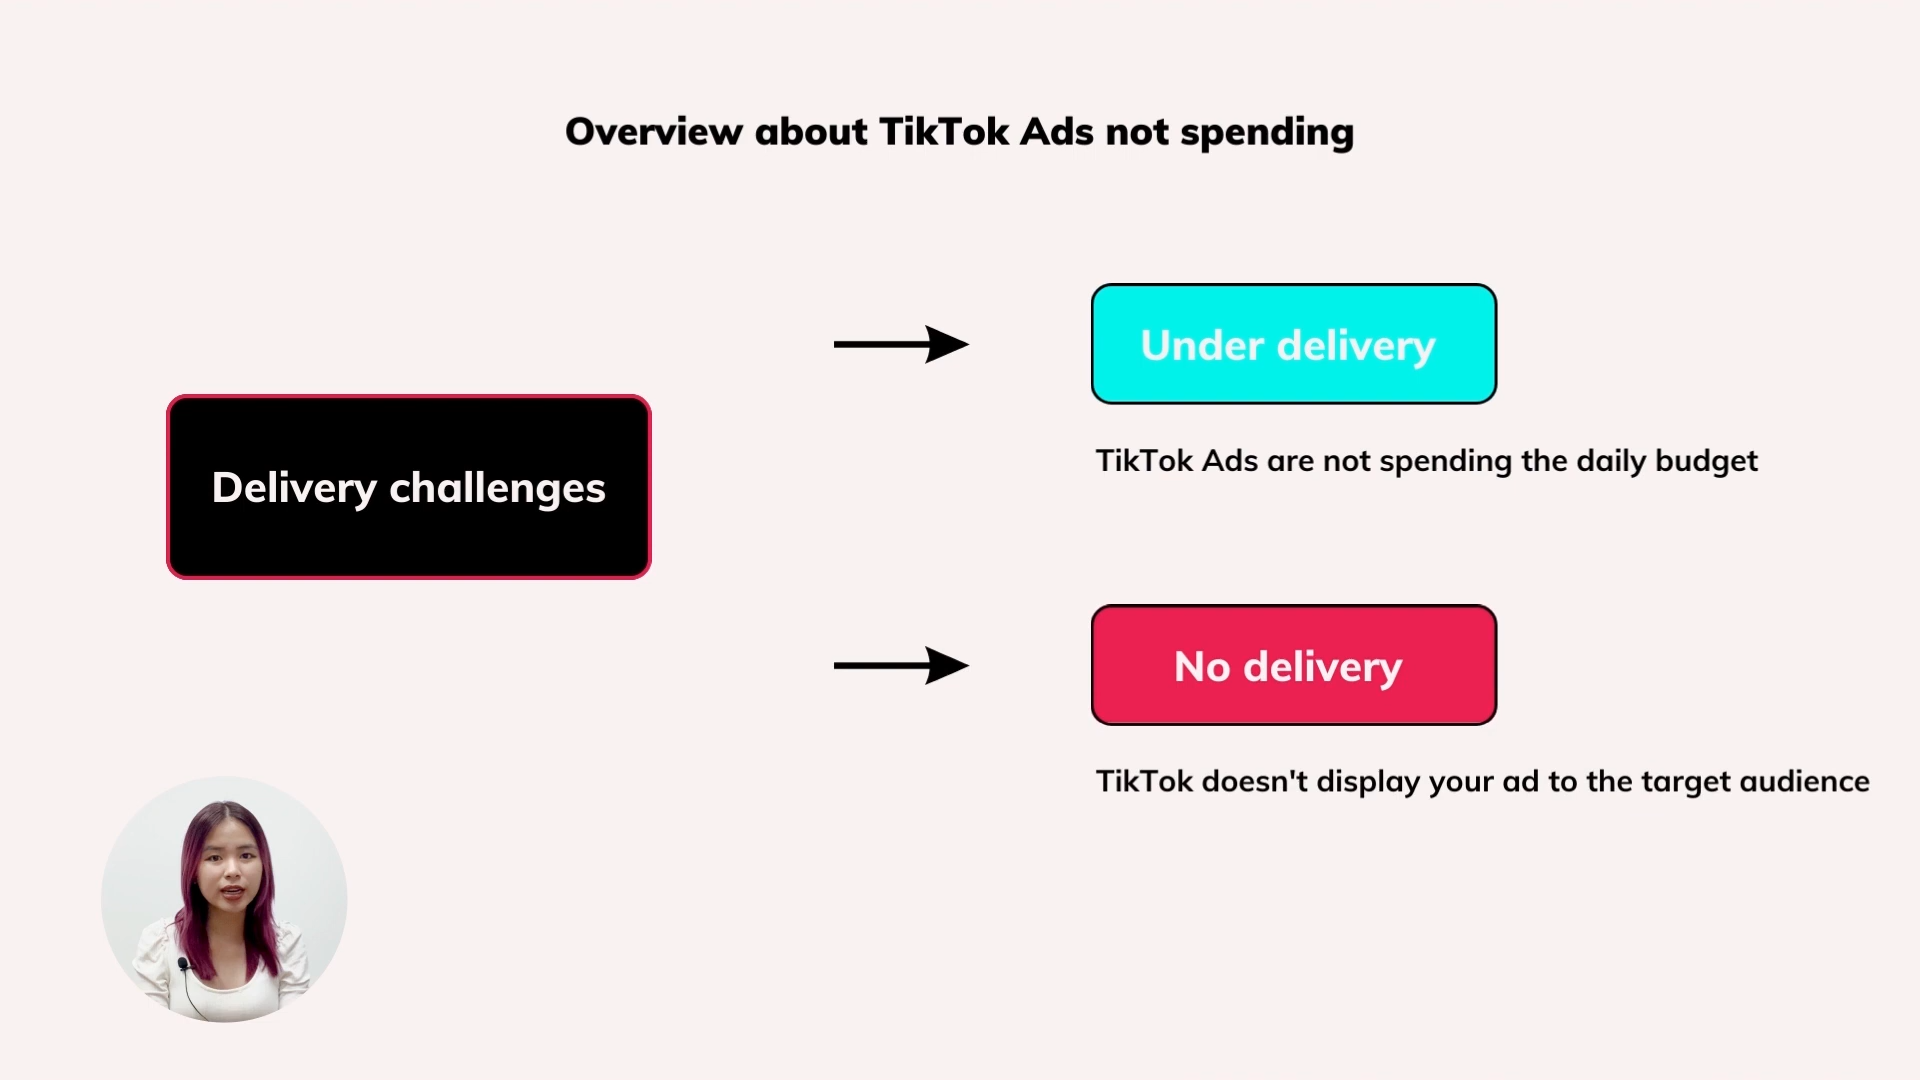 Overview about TikTok Ads not spending
Delivery challenges
Under delivery
TikTok Ads are not spending the daily budget
No delivery
TikTok doesn't display your ad to the target audience